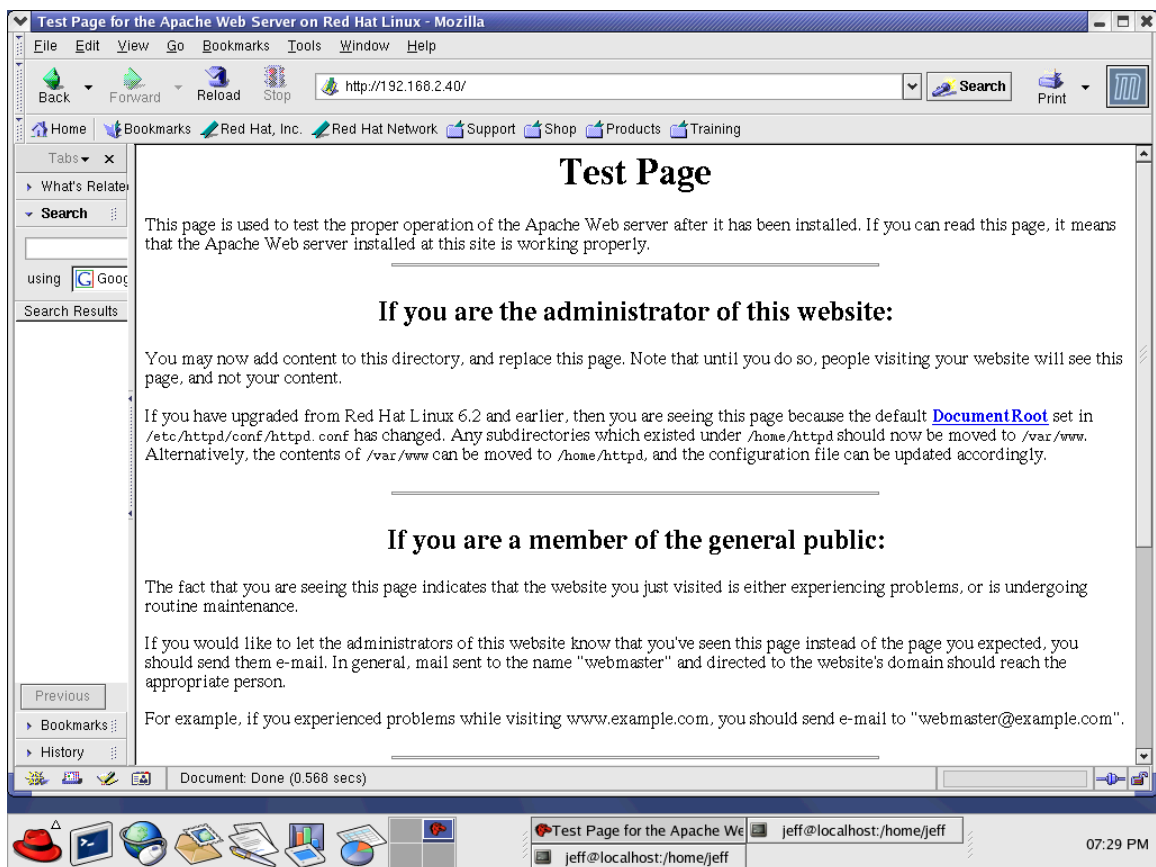 Test Page for the Apache Web Server on Red Hat Linux - Mozilla
File Edit View Go Bookmarks Tools Window Help
Back Forward Reload Stop http://192.168.2.40/ Search Print
Home Bookmarks Red Hat, Inc. Red Hat Network Support Shop Products Training
Tabs
What's Relate
Search
using Goog
Search Results
Previous
Bookmarks
History
Test Page
This page is used to test the proper operation of the Apache Web server after it has been installed. If you can read this page, it means
that the Apache Web server installed at this site is working properly.
If you are the administrator of this website:
You may now add content to this directory, and replace this page. Note that until you do so, people visiting your website will see this
page, and not your content.
If you have upgraded from Red Hat Linux 6.2 and earlier, then you are seeing this page because the default DocumentRoot set in
/etc/httpd/conf/httpd.conf has changed. Any subdirectories which existed under /home/httpd should now be moved to /var/www.
Alternatively, the contents of /var/www can be moved to /home/httpd, and the configuration file can be updated accordingly.
If you are a member of the general public:
The fact that you are seeing this page indicates that the website you just visited is either experiencing problems, or is undergoing
routine maintenance.
If you would like to let the administrators of this website know that you've seen this page instead of the page you expected, you
should send them e-mail. In general, mail sent to the name "webmaster" and directed to the website's domain should reach the
appropriate person.
For example, if you experienced problems while visiting www.example.com, you should send e-mail to "webmaster@example.com".
Document: Done (0.568 secs)
Test Page for the Apache We jeff@localhost:/home/jeff
jeff@localhost:/home/jeff
07:29 PM